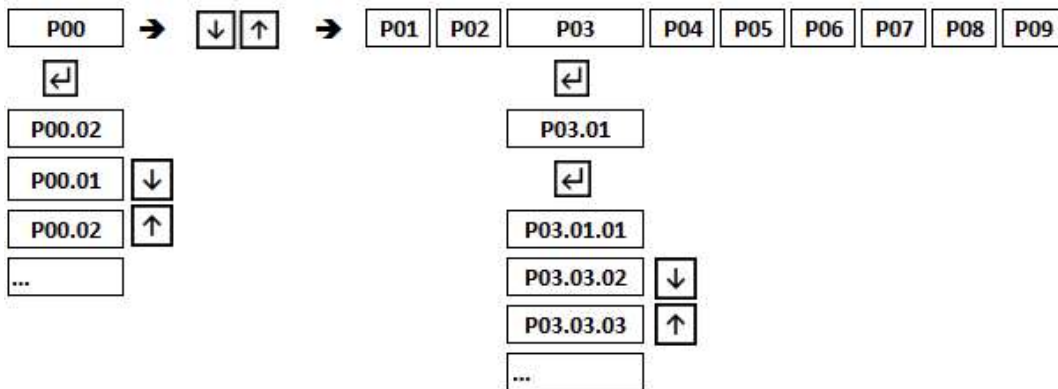 P00 → ↓ ↑ → P01 P02 P03 P04 P05 P06 P07 P08 P09
↵ ↵
P00.02 P03.01
P00.01 ↓ ↵
P00.02 ↑ P03.01.01
... P03.03.02 ↓
P03.03.03 ↑
...